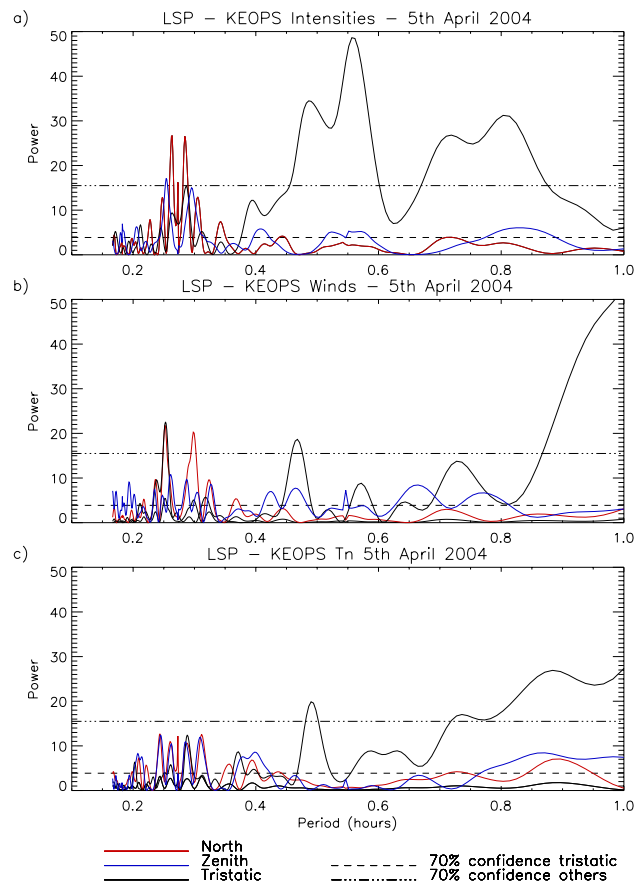 a)
LSP – KEOPS Intensities – 5th April 2004
50
40
30
20
10
0
Power
0.2
0.4
0.6
0.8
1.0
b)
LSP – KEOPS Winds – 5th April 2004
50
40
30
20
10
0
Power
0.2
0.4
0.6
0.8
1.0
c)
LSP – KEOPS Tn 5th April 2004
50
40
30
20
10
0
Power
0.2
0.4
0.6
0.8
1.0
Period (hours)
North
Zenith
Tristatic
70% confidence tristatic
70% confidence others